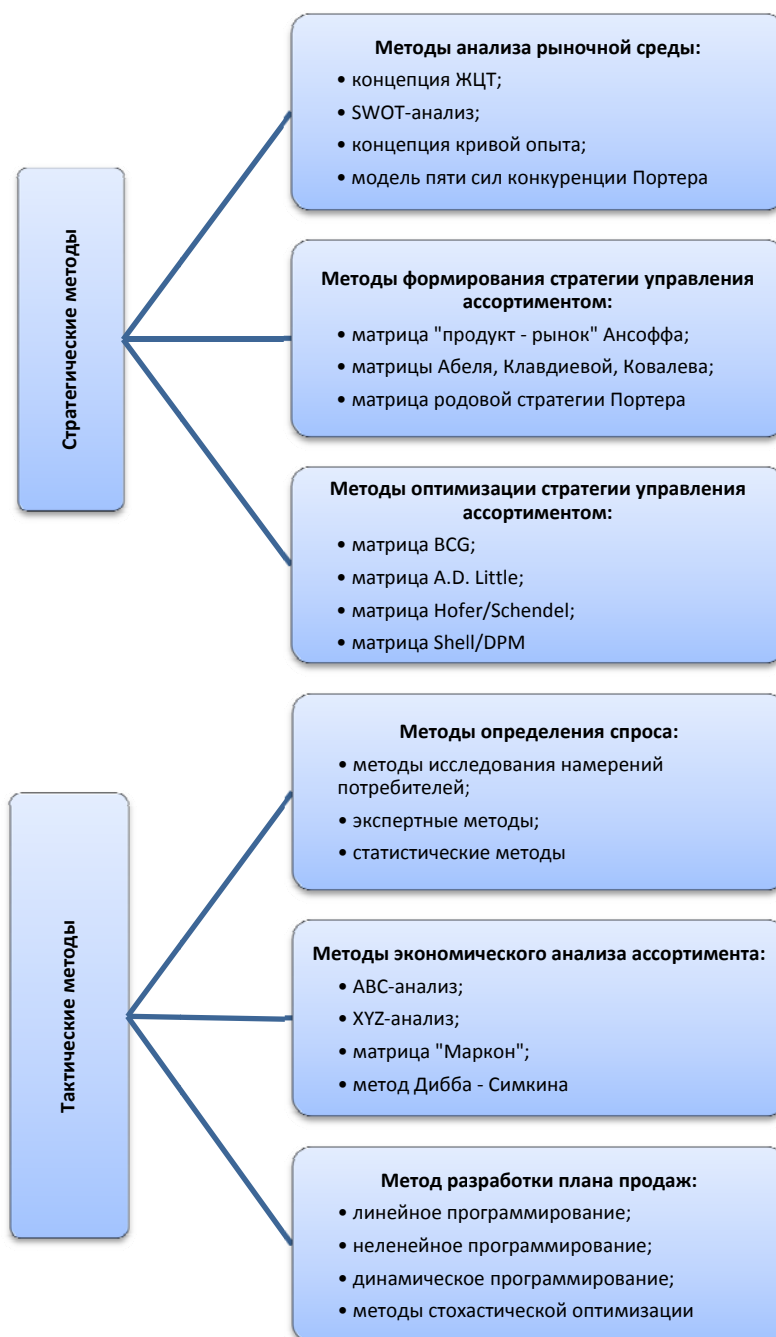 Стратегические методы
Методы анализа рыночной среды:
• концепция ЖЦТ;
• SWOT-анализ;
• концепция кривой опыта;
• модель пяти сил конкуренции Портера
Методы формирования стратегии управления
ассортиментом:
• матрица "продукт - рынок" Ансоффа;
• матрицы Абеля, Клавдиевой, Ковалева;
• матрица родовой стратегии Портера
Методы оптимизации стратегии управления
ассортиментом:
• матрица BCG;
• матрица A.D. Little;
• матрица Hofer/Schendel;
• матрица Shell/DPM
Тактические методы
Методы определения спроса:
• методы исследования намерений
потребителей;
• экспертные методы;
• статистические методы
Методы экономического анализа ассортимента:
• ABC-анализ;
• XYZ-анализ;
• матрица "Маркон";
• метод Дибба - Симкина
Метод разработки плана продаж:
• линейное программирование;
• неленейное программирование;
• динамическое программирование;
• методы стохастической оптимизации